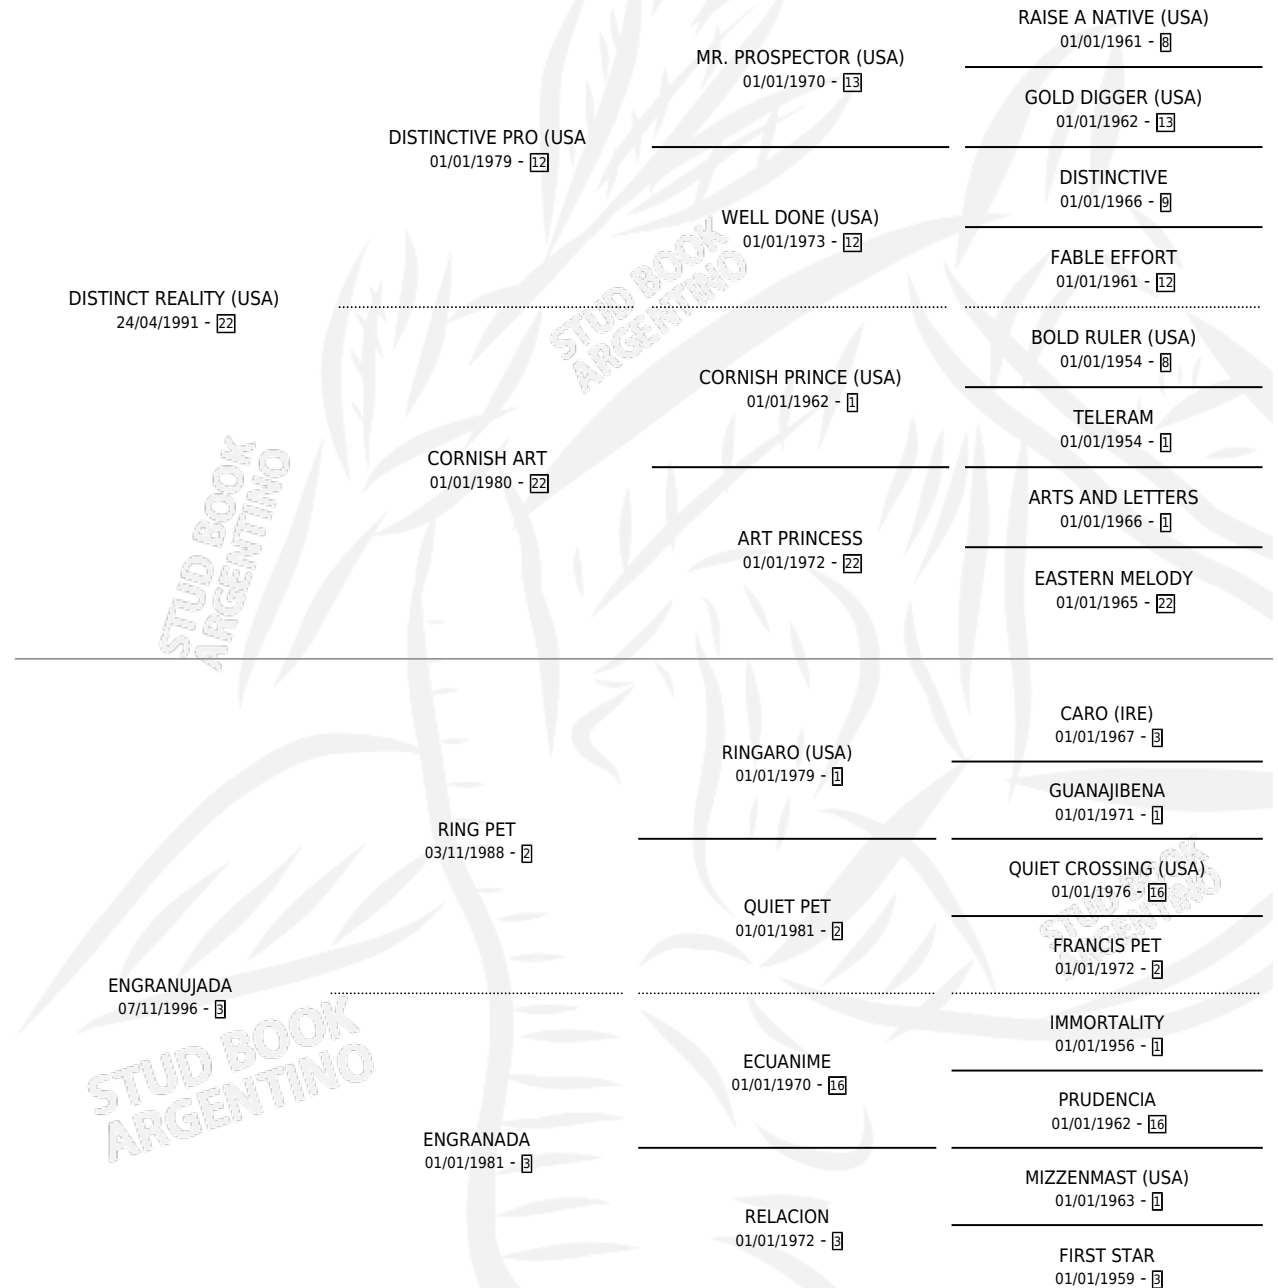 RAISE A NATIVE (USA)
01/01/1961 - 8
MR. PROSPECTOR (USA)
01/01/1970 - 13
GOLD DIGGER (USA)
01/01/1962 - 13
DISTINCTIVE PRO (USA
01/01/1979 - 12
DISTINCTIVE
01/01/1966 - 9
WELL DONE (USA)
01/01/1973 - 12
FABLE EFFORT
01/01/1961 - 12
DISTINCT REALITY (USA)
24/04/1991 - 22
BOLD RULER (USA)
01/01/1954 - 8
CORNISH PRINCE (USA)
01/01/1962 - 1
TELERAM
01/01/1954 - 1
CORNISH ART
01/01/1980 - 22
ARTS AND LETTERS
01/01/1966 - 1
ART PRINCESS
01/01/1972 - 22
EASTERN MELODY
01/01/1965 - 22
STUD BOOK
ARGENTINO
STUD BOOK
ARGENTINO
CARO (IRE)
01/01/1967 - 3
RINGARO (USA)
01/01/1979 - 1
GUANAJIBENA
01/01/1971 - 1
RING PET
03/11/1988 - 2
QUIET CROSSING (USA)
01/01/1976 - 16
QUIET PET
01/01/1981 - 2
FRANCIS PET
01/01/1972 - 2
STUD BOOK
ARGENTINO
ENGRANUJADA
07/11/1996 - 3
IMMORTALITY
01/01/1956 - 1
ECUANIME
01/01/1970 - 16
PRUDENCIA
01/01/1962 - 16
STUD BOOK
ARGENTINO
ENGRANADA
01/01/1981 - 3
MIZZENMAST (USA)
01/01/1963 - 1
RELACION
01/01/1972 - 3
FIRST STAR
01/01/1959 - 3